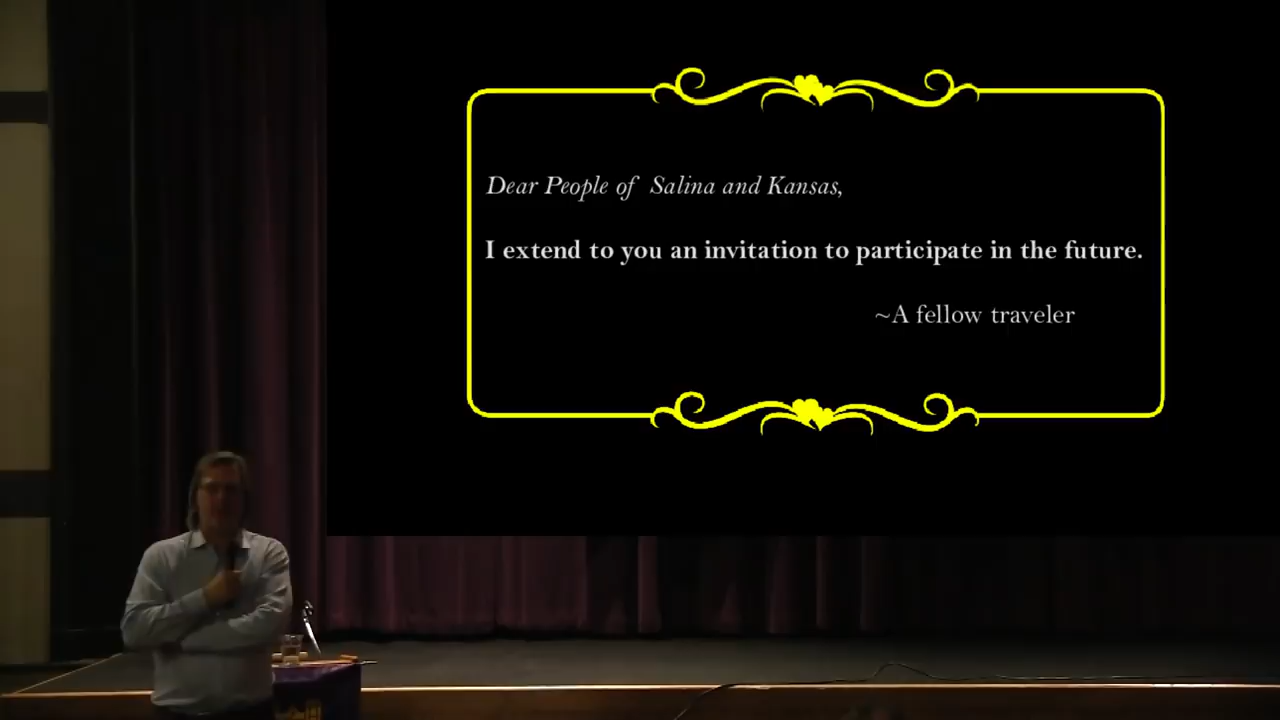 Dear People of Salina and Kansas,
I extend to you an invitation to participate in the future.
~A fellow traveler